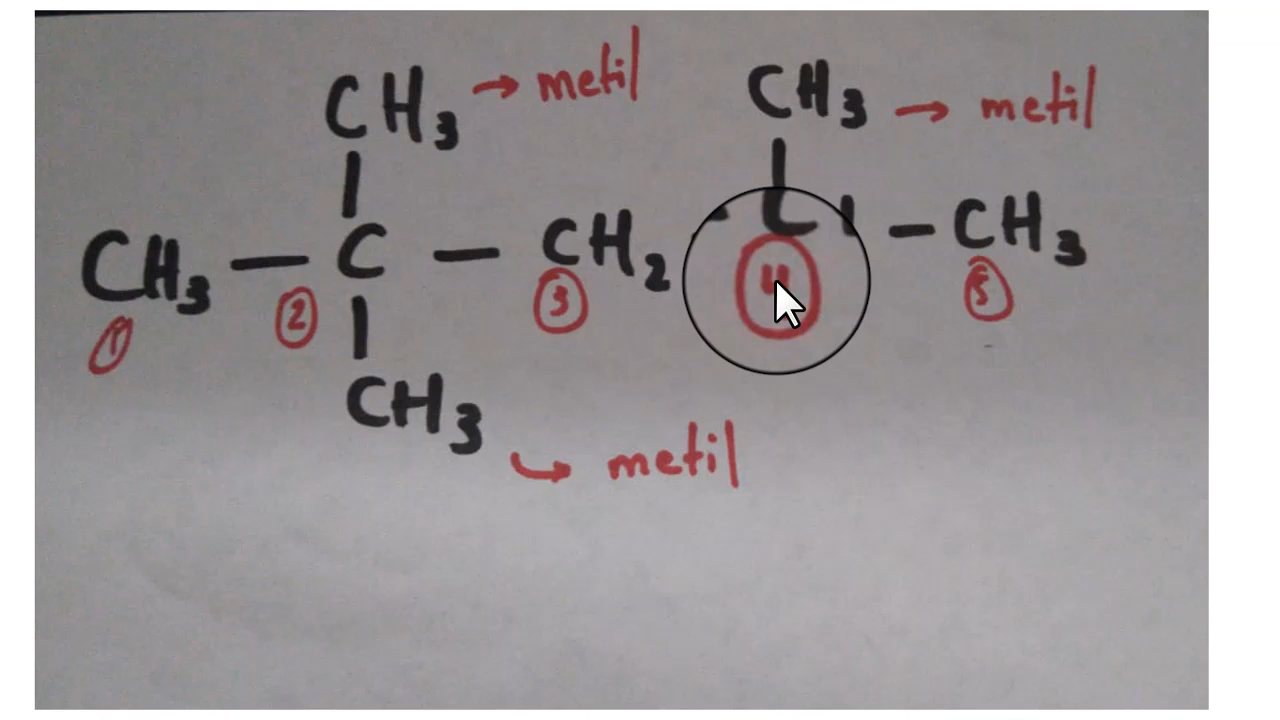 CH3 → metil CH3 → metil
CH3 — C — CH2 - C — CH3
1 2 3 4 5
CH3
↳ metil